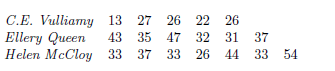 C.E. Vulliamy 13 27 26 22 26
Ellery Queen 43 35 47 32 31 37
Helen McCloy 33 37 33 26 44 33 54